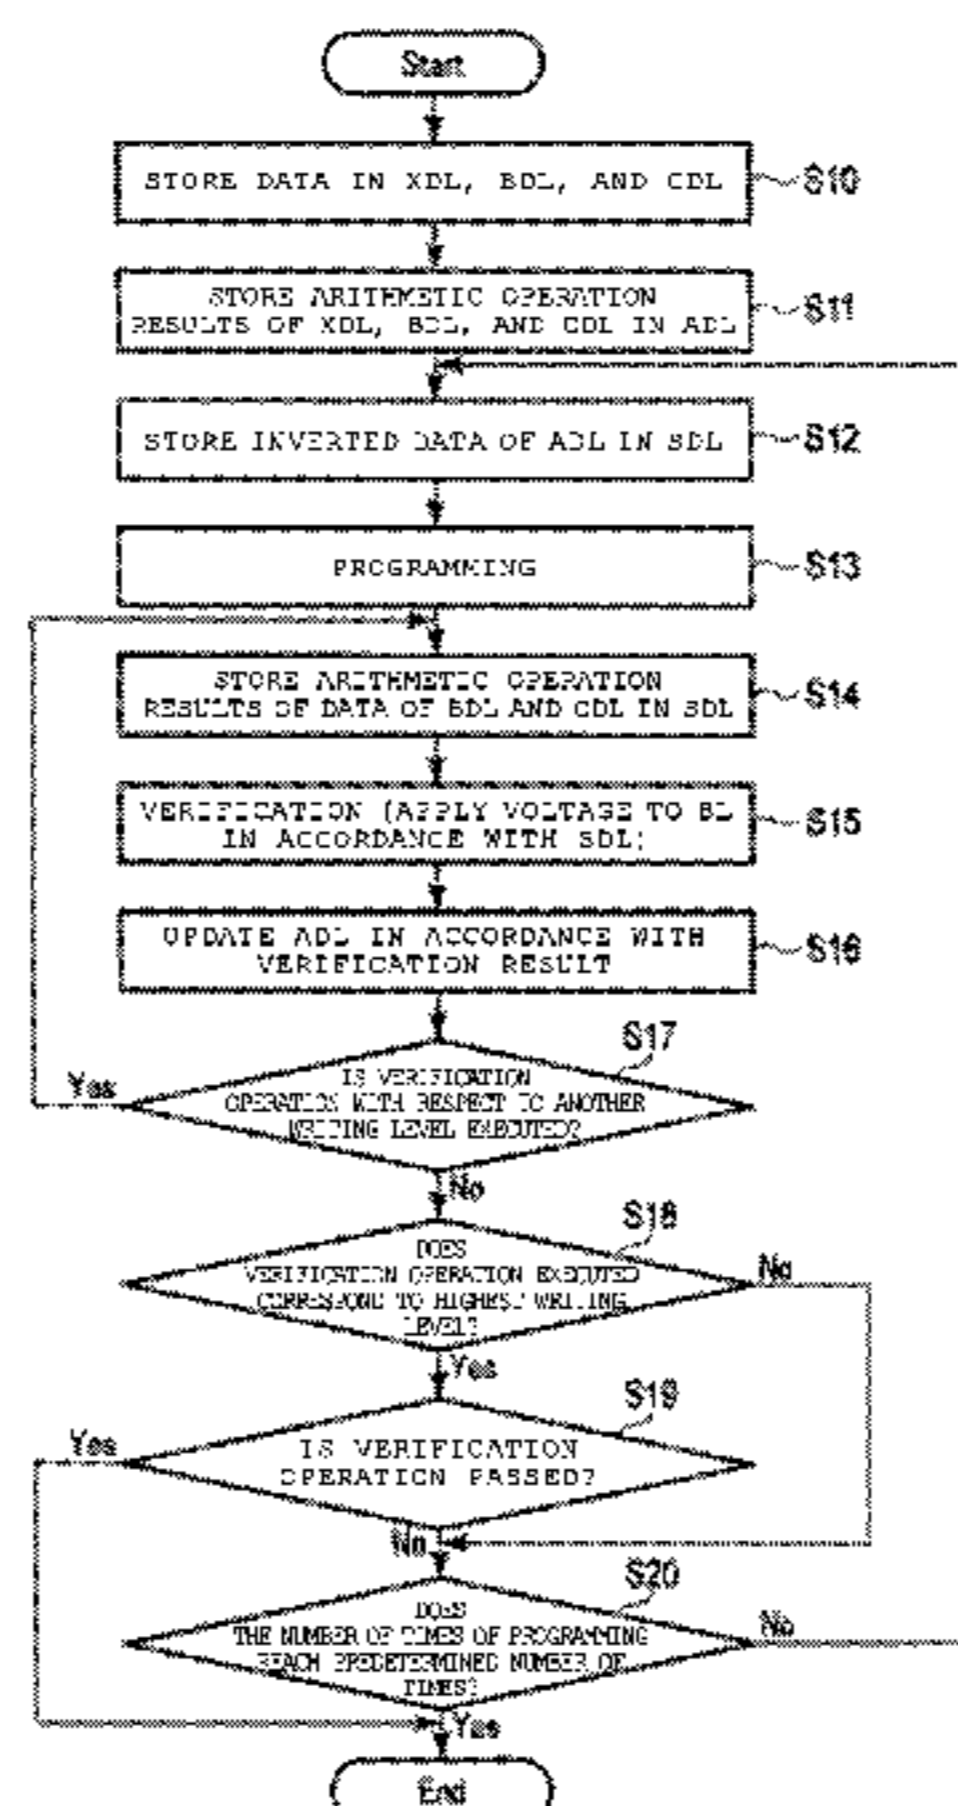 Start
STORE DATA IN XDL, BDL, AND CDL
S10
STORE ARITHMETIC OPERATION
RESULTS OF XDL, BDL, AND CDL IN ADL
S11
STORE INVERTED DATA OF ADL IN SDL
S12
PROGRAMMING
S13
STORE ARITHMETIC OPERATION
RESULTS OF DATA OF BDL AND CDL IN SDL
S14
VERIFICATION (APPLY VOLTAGE TO BL
IN ACCORDANCE WITH SDL)
S15
UPDATE ADL IN ACCORDANCE WITH
VERIFICATION RESULT
S16
S17
Yes
IS VERIFICATION
OPERATION WITH RESPECT TO ANOTHER
WRITING LEVEL EXECUTED?
No
S18
DOES
VERIFICATION OPERATION EXECUTED
CORRESPOND TO HIGHEST WRITING
LEVEL?
No
Yes
S19
Yes
IS VERIFICATION
OPERATION PASSED?
No
S20
DOES
THE NUMBER OF TIMES OF PROGRAMMING
REACH PREDETERMINED NUMBER OF
TIMES?
No
Yes
End